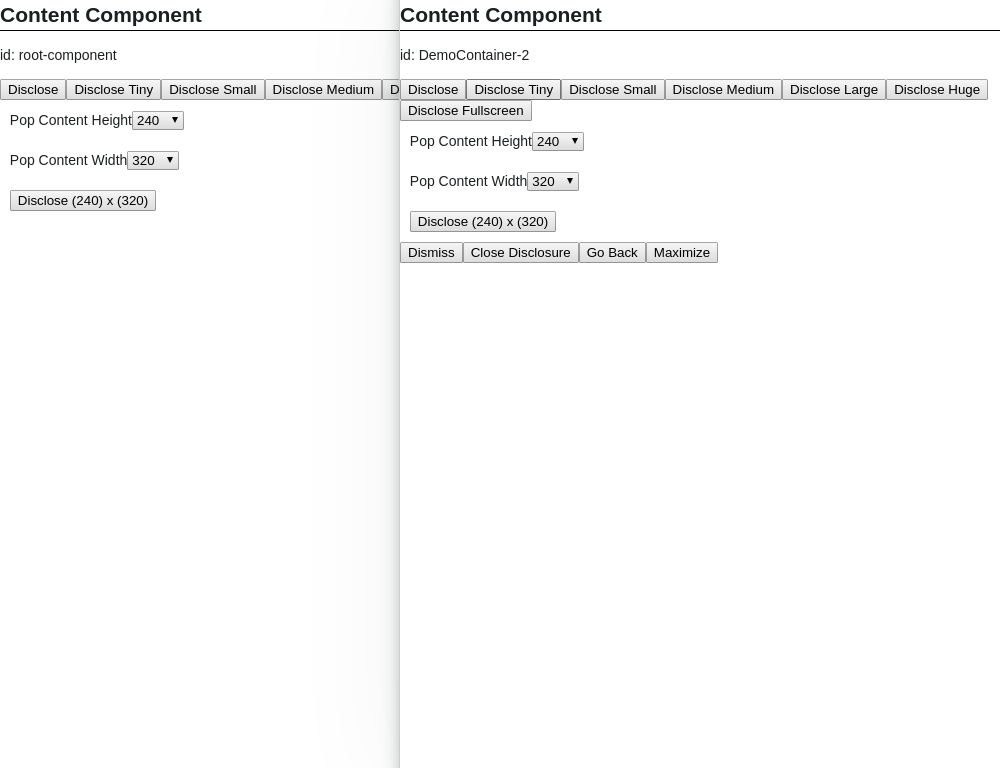 Content Component
id: root-component
Disclose Disclose Tiny Disclose Small Disclose Medium D
Pop Content Height 240
Pop Content Width 320
Disclose (240) x (320)
Content Component
id: DemoContainer-2
Disclose Disclose Tiny Disclose Small Disclose Medium Disclose Large Disclose Huge
Disclose Fullscreen
Pop Content Height 240
Pop Content Width 320
Disclose (240) x (320)
Dismiss Close Disclosure Go Back Maximize